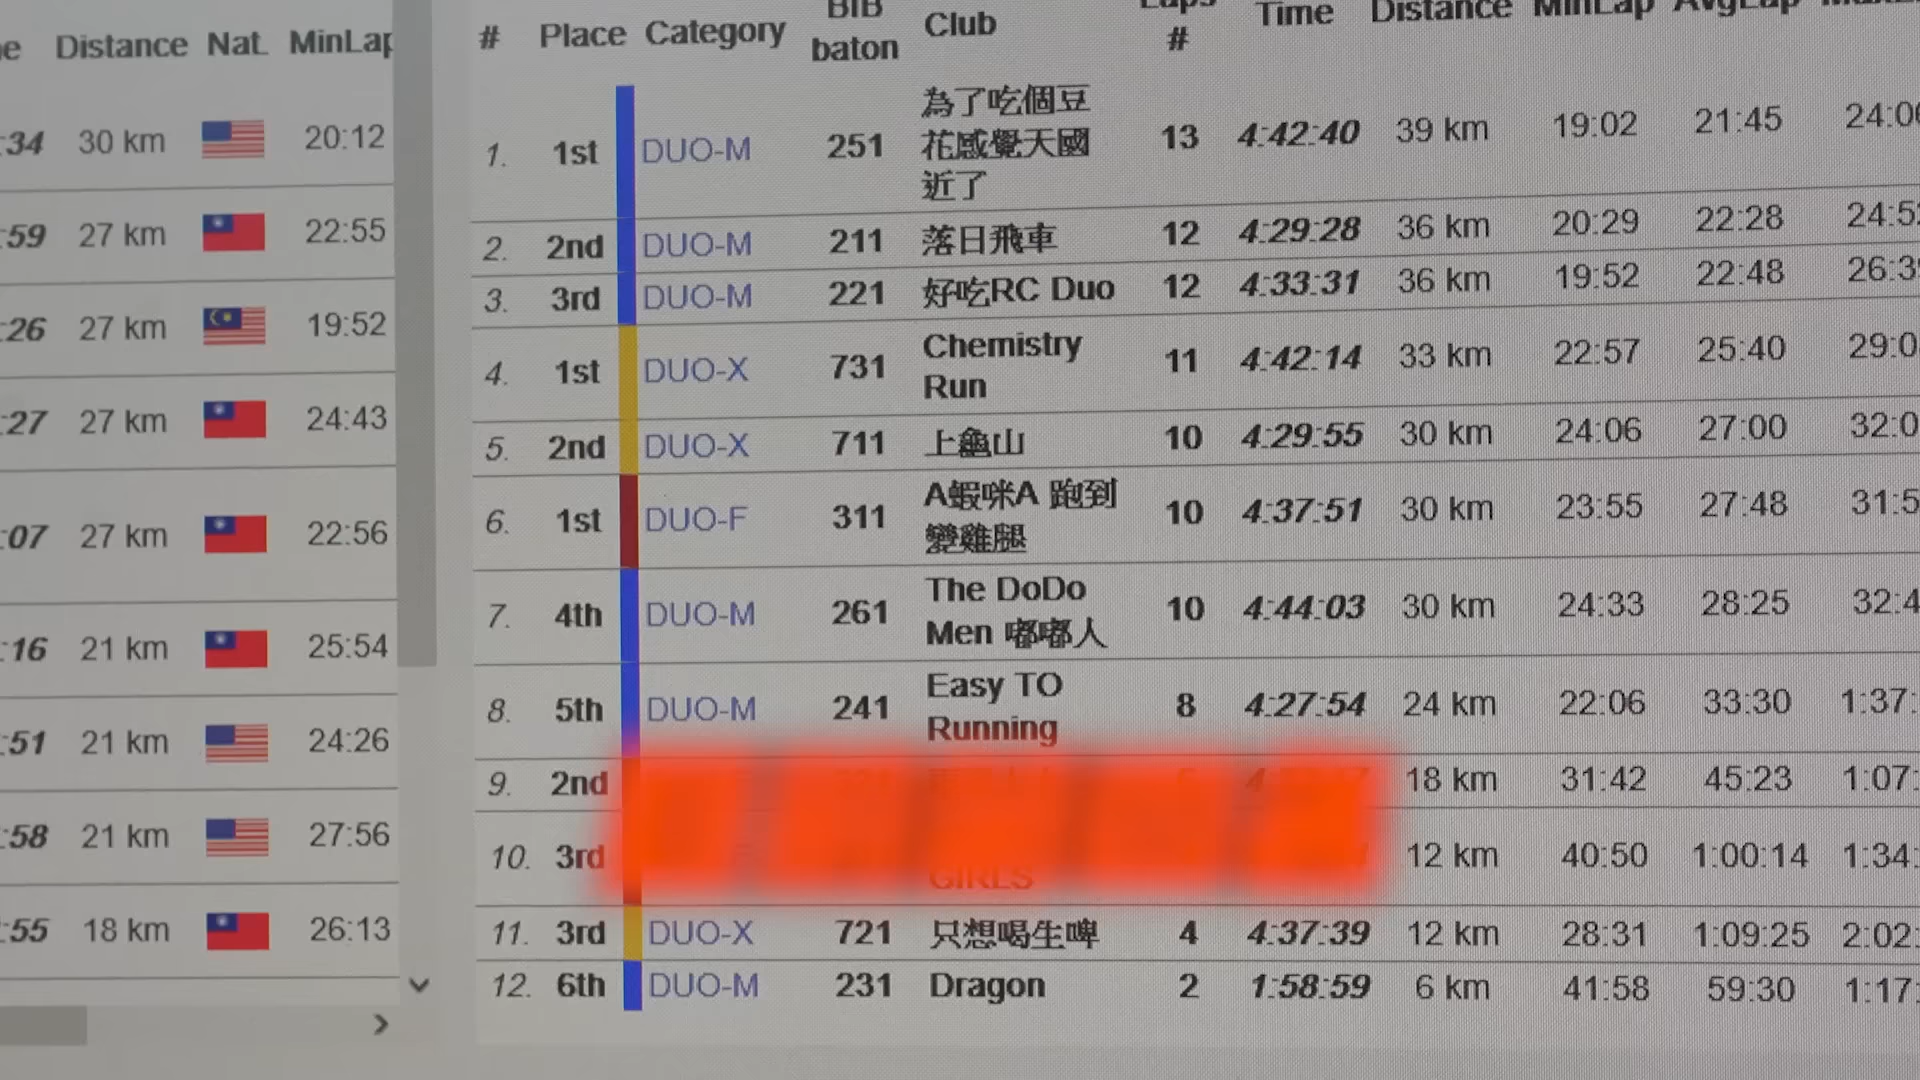 Distance Nat. MinLap
:34 30 km 20:12
:59 27 km 22:55
:26 27 km 19:52
:27 27 km 24:43
:07 27 km 22:56
:16 21 km 25:54
:51 21 km 24:26
:58 21 km 27:56
:55 18 km 26:13
# Place Category BIB baton Club Laps # Time Distance MinLap AvgLap
1. 1st DUO-M 251 為了吃個豆 13 4:42:40 39 km 19:02 21:45 24:0
花感覺天國
近了
2. 2nd DUO-M 211 落日飛車 12 4:29:28 36 km 20:29 22:28 24:5
3. 3rd DUO-M 221 好吃RC Duo 12 4:33:31 36 km 19:52 22:48 26:3
4. 1st DUO-X 731 Chemistry 11 4:42:14 33 km 22:57 25:40 29:0
Run
5. 2nd DUO-X 711 上龜山 10 4:29:55 30 km 24:06 27:00 32:0
6. 1st DUO-F 311 A蝦咪A 跑到 10 4:37:51 30 km 23:55 27:48 31:5
變雞腿
7. 4th DUO-M 261 The DoDo 10 4:44:03 30 km 24:33 28:25 32:4
Men 嘟嘟人
8. 5th DUO-M 241 Easy TO 8 4:27:54 24 km 22:06 33:30 1:37:
Running
9. 2nd 18 km 31:42 45:23 1:07:
10. 3rd 12 km 40:50 1:00:14 1:34:
GIRLS
11. 3rd DUO-X 721 只想喝生啤 4 4:37:39 12 km 28:31 1:09:25 2:02:
12. 6th DUO-M 231 Dragon 2 1:58:59 6 km 41:58 59:30 1:17: